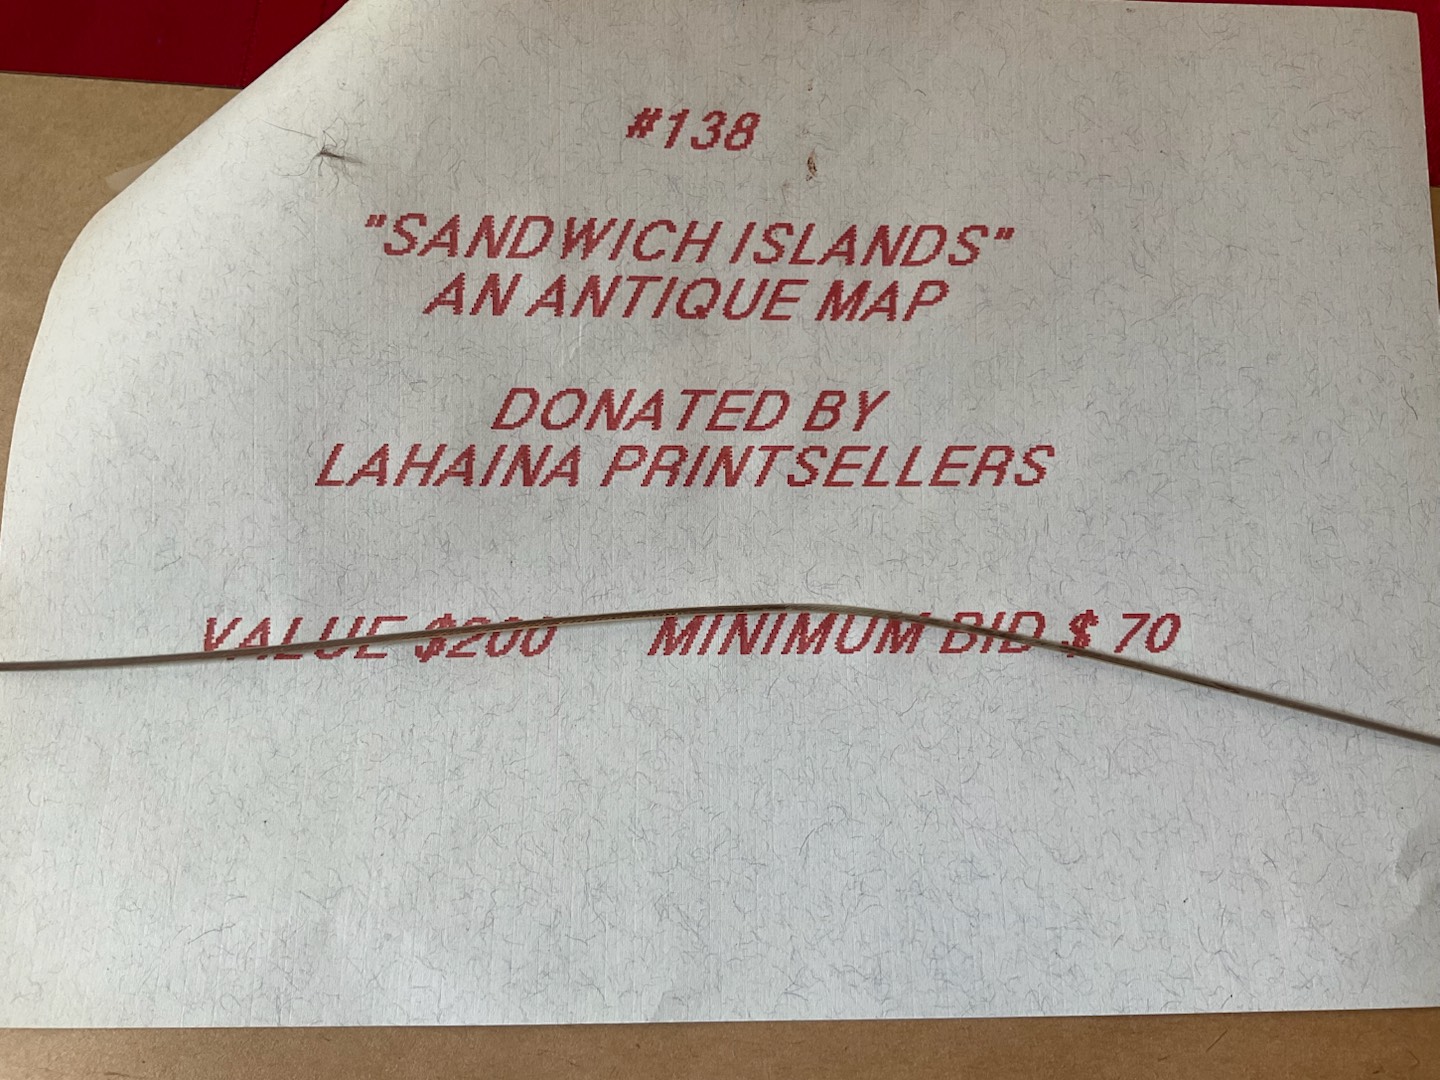 #138
"SANDWICH ISLANDS"
AN ANTIQUE MAP
DONATED BY
LAHAINA PRINTSELLERS
VALUE $200 MINIMUM BID $ 70